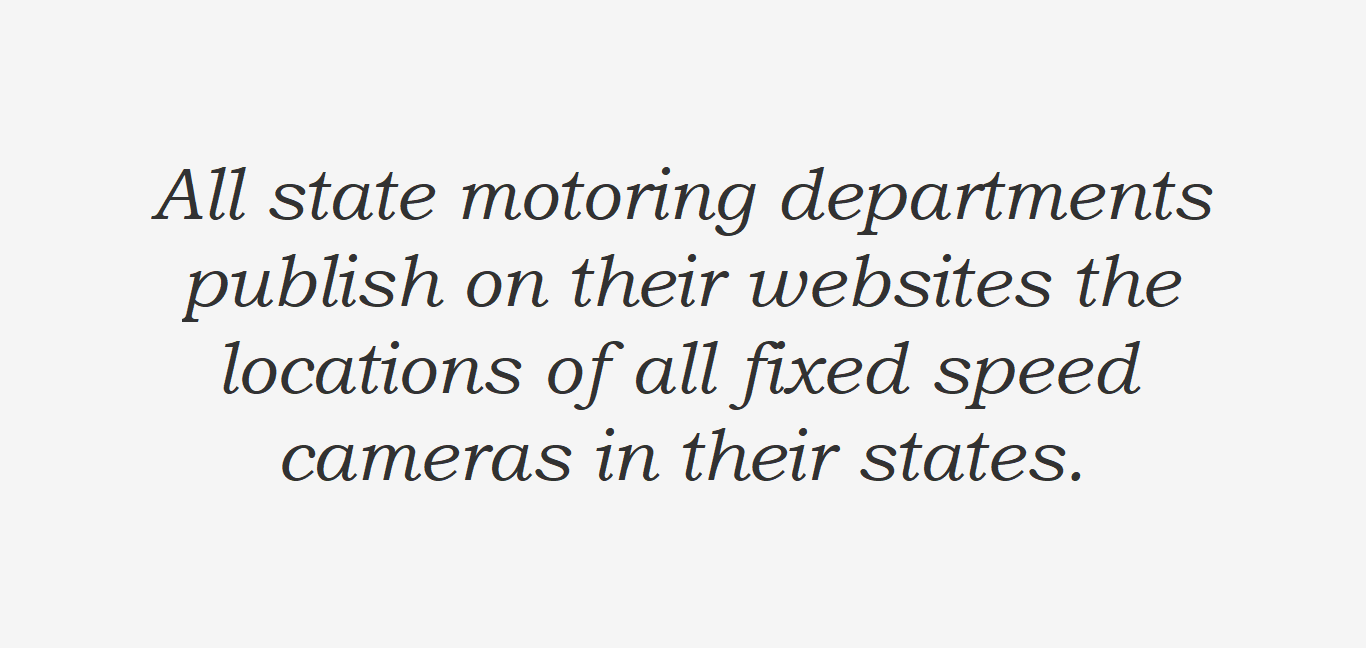 All state motoring departments
publish on their websites the
locations of all fixed speed
cameras in their states.